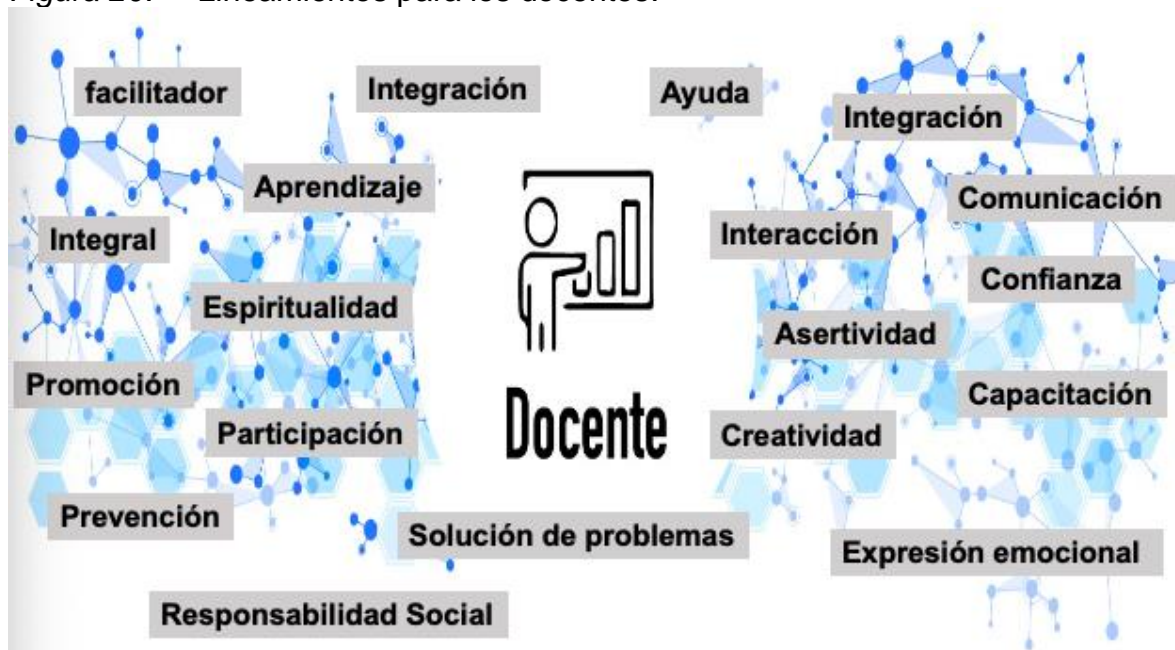 facilitador
Integración
Ayuda
Integración
Aprendizaje
Comunicación
Integral
Interacción
Espiritualidad
Confianza
Asertividad
Promoción
Capacitación
Participación
Docente
Creatividad
Prevención
Solución de problemas
Expresión emocional
Responsabilidad Social